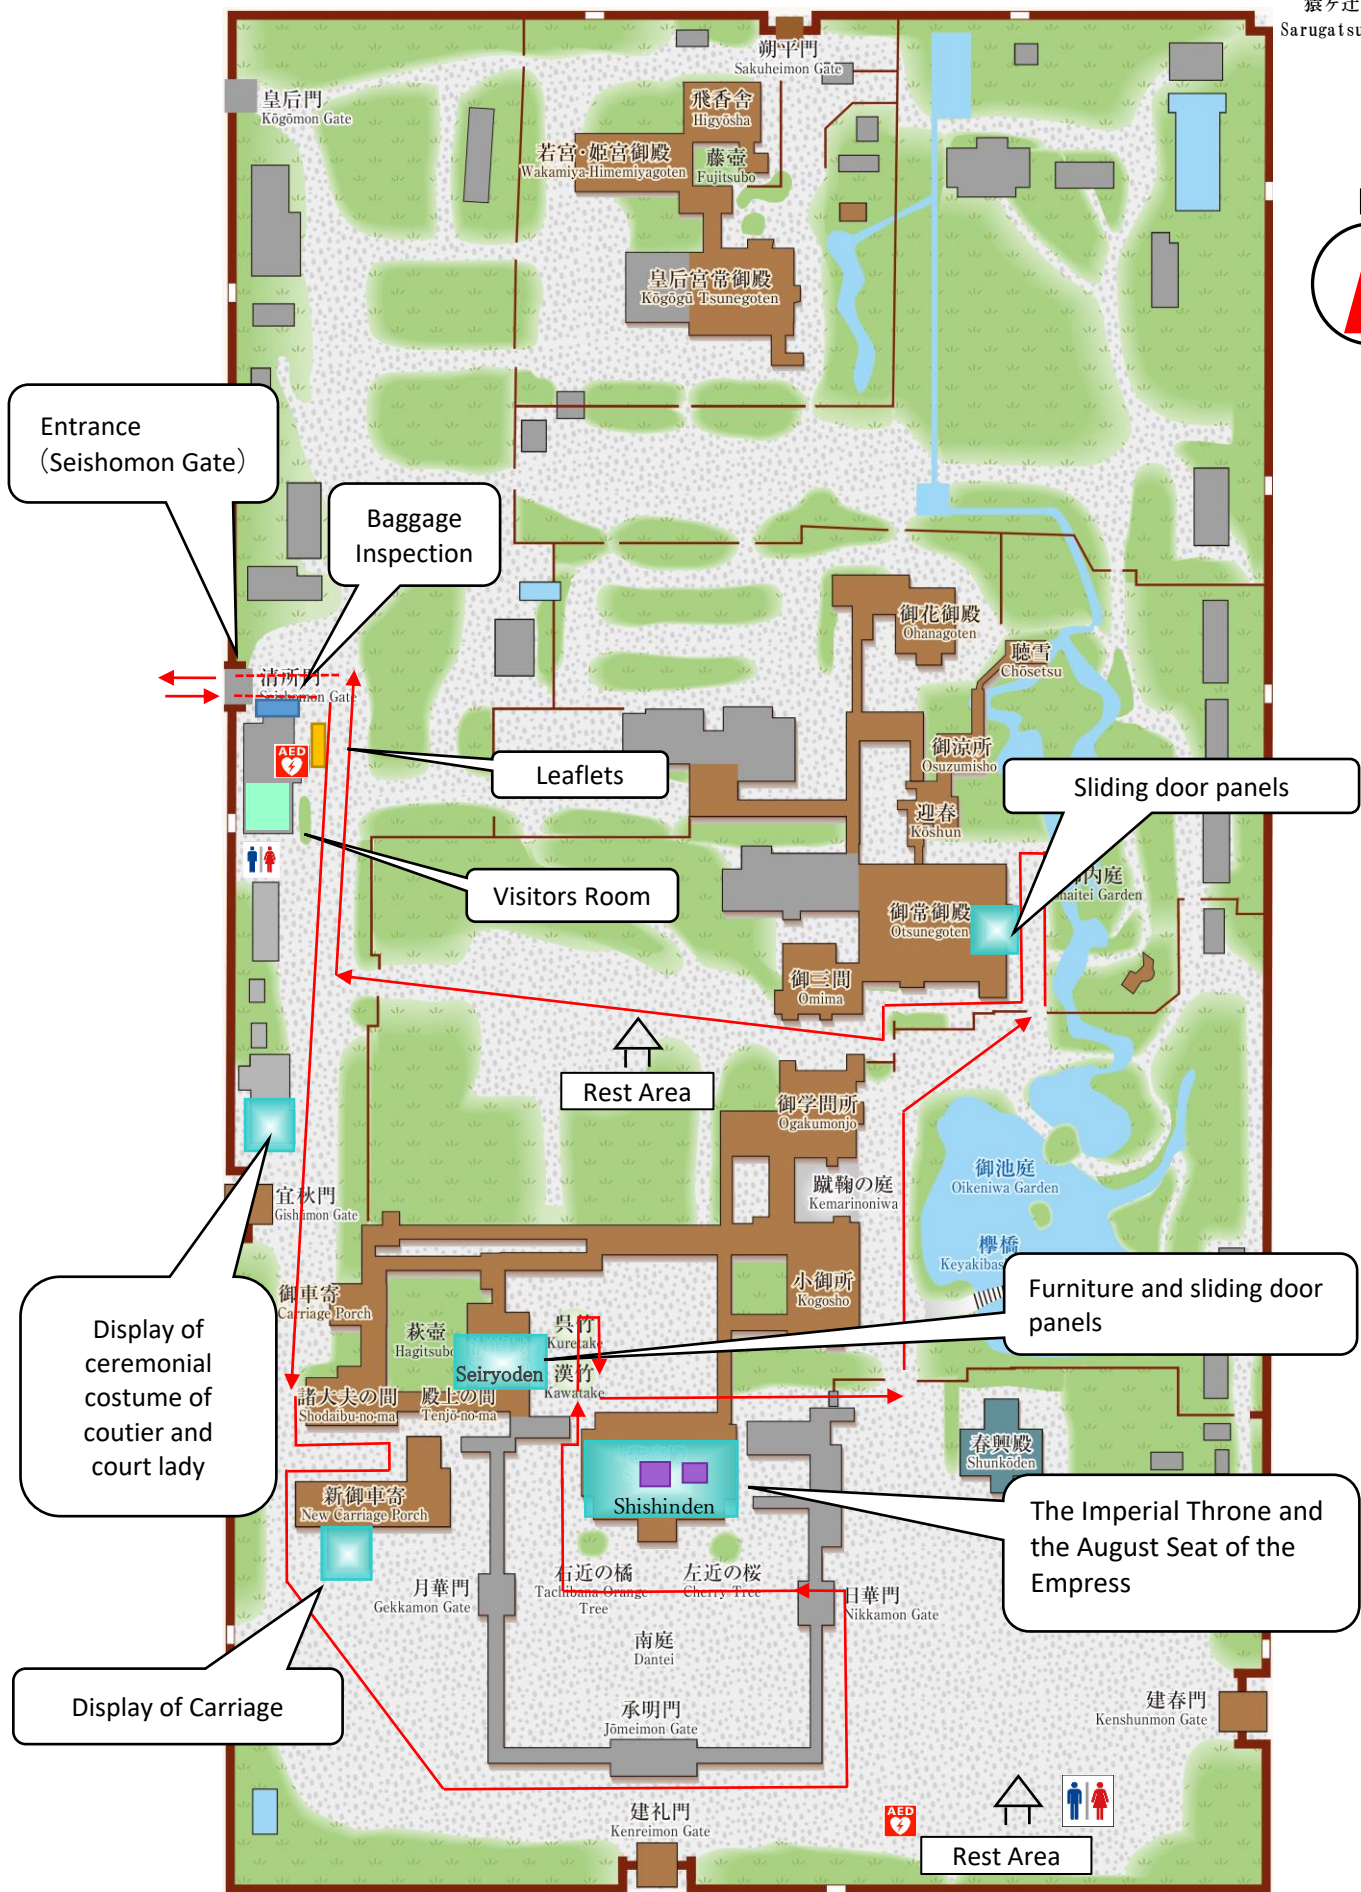 猿ヶ辻
Sarugatsu
朔平門
Sakuheimon Gate
皇后門
Kōgōmon Gate
飛香舎
Higyōsha
若宮・姫宮御殿
Wakamiya-Himemiyagoten
藤壺
Fujitsubo
皇后宮常御殿
Kōgōgū Tsunegoten
Entrance
（Seishomon Gate）
Baggage
Inspection
御花御殿
Ohanagoten
聴雪
Chōsetsu
清所門
Seishomon Gate
AED
Leaflets
御涼所
Osuzumisho
Sliding door panels
迎春
Kōshun
Visitors Room
内庭
naitei Garden
御常御殿
Otsunegoten
御三間
Omima
Rest Area
御学問所
Ogakumonjo
御池庭
Oikeniwa Garden
蹴鞠の庭
Kemarinoniwa
宜秋門
Gishūmon Gate
欅橋
Keyakibas
小御所
Kogosho
Furniture and sliding door
panels
御車寄
Carriage Porch
Display of
ceremonial
costume of
coutier and
court lady
萩壺
Hagitsubo
呉竹
Kuretake
Seiryoden
漢竹
Kawatake
諸大夫の間
Shodaibu-no-ma
殿上の間
Tenjō-no-ma
春興殿
Shunkōden
新御車寄
New Carriage Porch
Shishinden
The Imperial Throne and
the August Seat of the
Empress
右近の橘
Tachibana Orange
Tree
左近の桜
Cherry Tree
月華門
Gekkamon Gate
日華門
Nikkamon Gate
南庭
Dantei
Display of Carriage
承明門
Jōmeimon Gate
建春門
Kenshunmon Gate
建礼門
Kenreimon Gate
AED
Rest Area